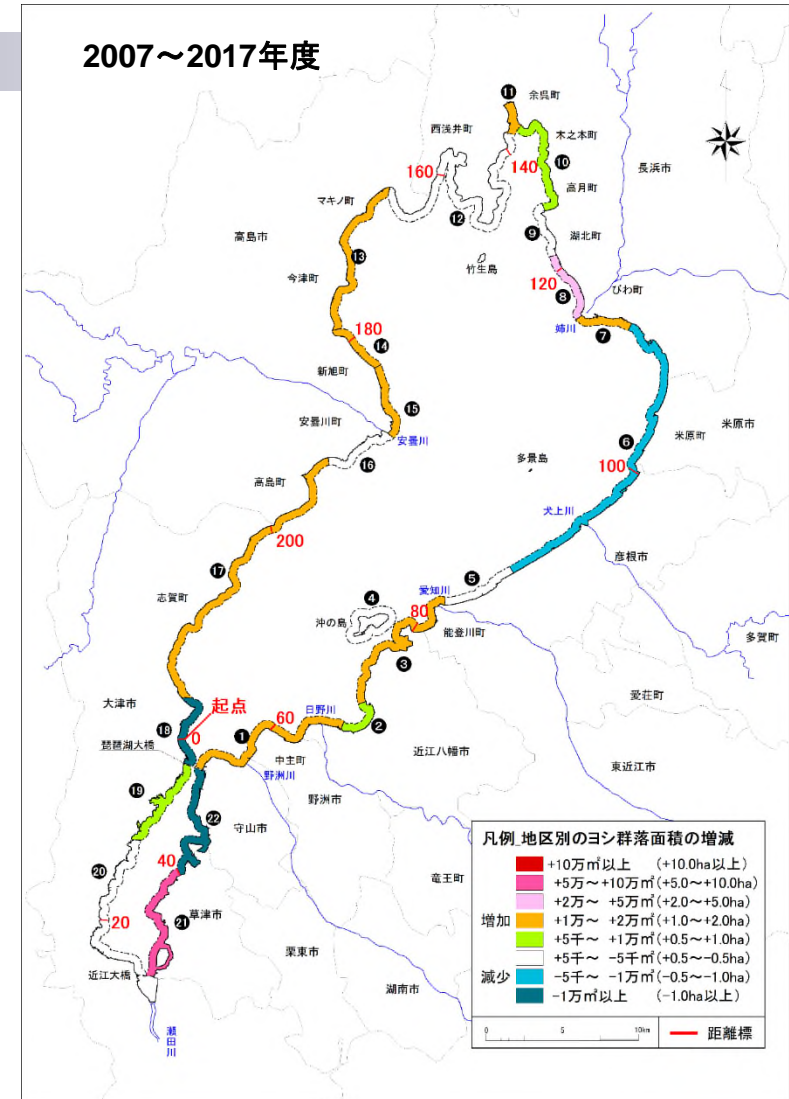 2007～2017年度
⓫
余呉町
西浅井町
木之本町
160
140
❿
長浜市
高月町
マキノ町
⓬
❾
湖北町
高島市
⓭
竹生島
今津町
120
❽
びわ町
姉川
❼
180
⓮
新旭町
⓯
安曇川町
安曇川
❻
米原町
米原市
⓰
多景島
100
高島町
犬上川
200
彦根市
⓱
❺
志賀町
❹
愛知川
沖の島
80
能登川町
多賀町
❸
愛荘町
大津市
起点
日野川
⓲
0
60
❶
❷
琵琶湖大橋
中主町
近江八幡市
野洲川
東近江市
⓳
野洲市
㉒
守山市
40
⓴
竜王町
20
㉑
草津市
栗東市
近江大橋
湖南市
瀬田川
凡例_地区別のヨシ群落面積の増減
+10万㎡以上 (+10.0ha以上)
+5万～+10万㎡(+5.0～+10.0ha)
+2万～ +5万㎡(+2.0～+5.0ha)
増加 +1万～ +2万㎡(+1.0～+2.0ha)
+5千～ +1万㎡(+0.5～+1.0ha)
+5千～ -5千㎡(+0.5～-0.5ha)
減少 -5千～ -1万㎡(-0.5～-1.0ha)
-1万㎡以上 (-1.0ha以上)
0 5 10km
距離標